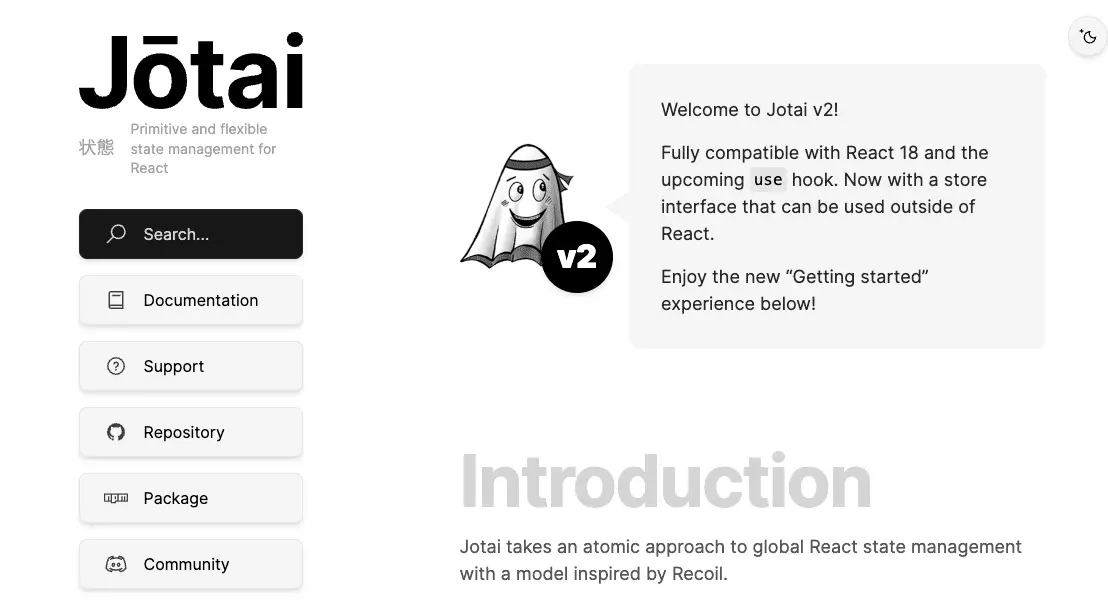 Jōtai
状態
Primitive and flexible
state management for
React
Search...
Documentation
Support
Repository
npm
Package
Community
v2
Welcome to Jotai v2!
Fully compatible with React 18 and the
upcoming use hook. Now with a store
interface that can be used outside of
React.
Enjoy the new “Getting started”
experience below!
Introduction
Jotai takes an atomic approach to global React state management
with a model inspired by Recoil.